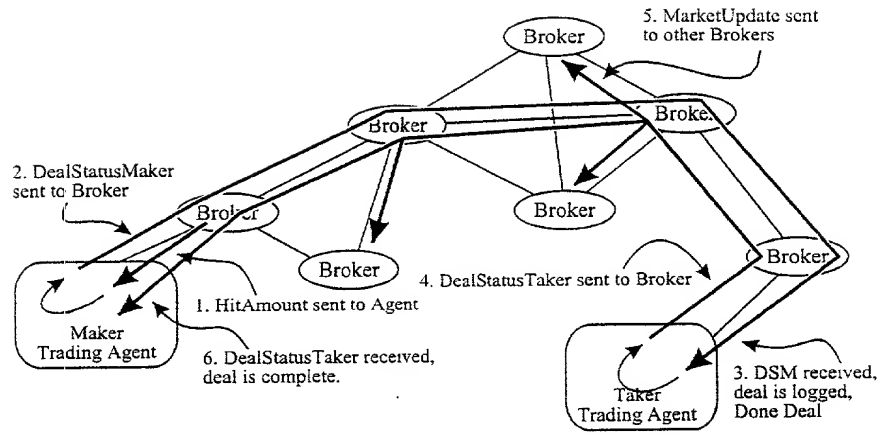 Broker
5. MarketUpdate sent
to other Brokers
Broker
Broker
2. DealStatusMaker
sent to Broker
Broker
Broker
Broker
4. DealStatusTaker sent to Broker
Broker
1. HitAmount sent to Agent
Maker
Trading Agent
6. DealStatusTaker received,
deal is complete.
3. DSM received,
deal is logged,
Done Deal
Taker
Trading Agent